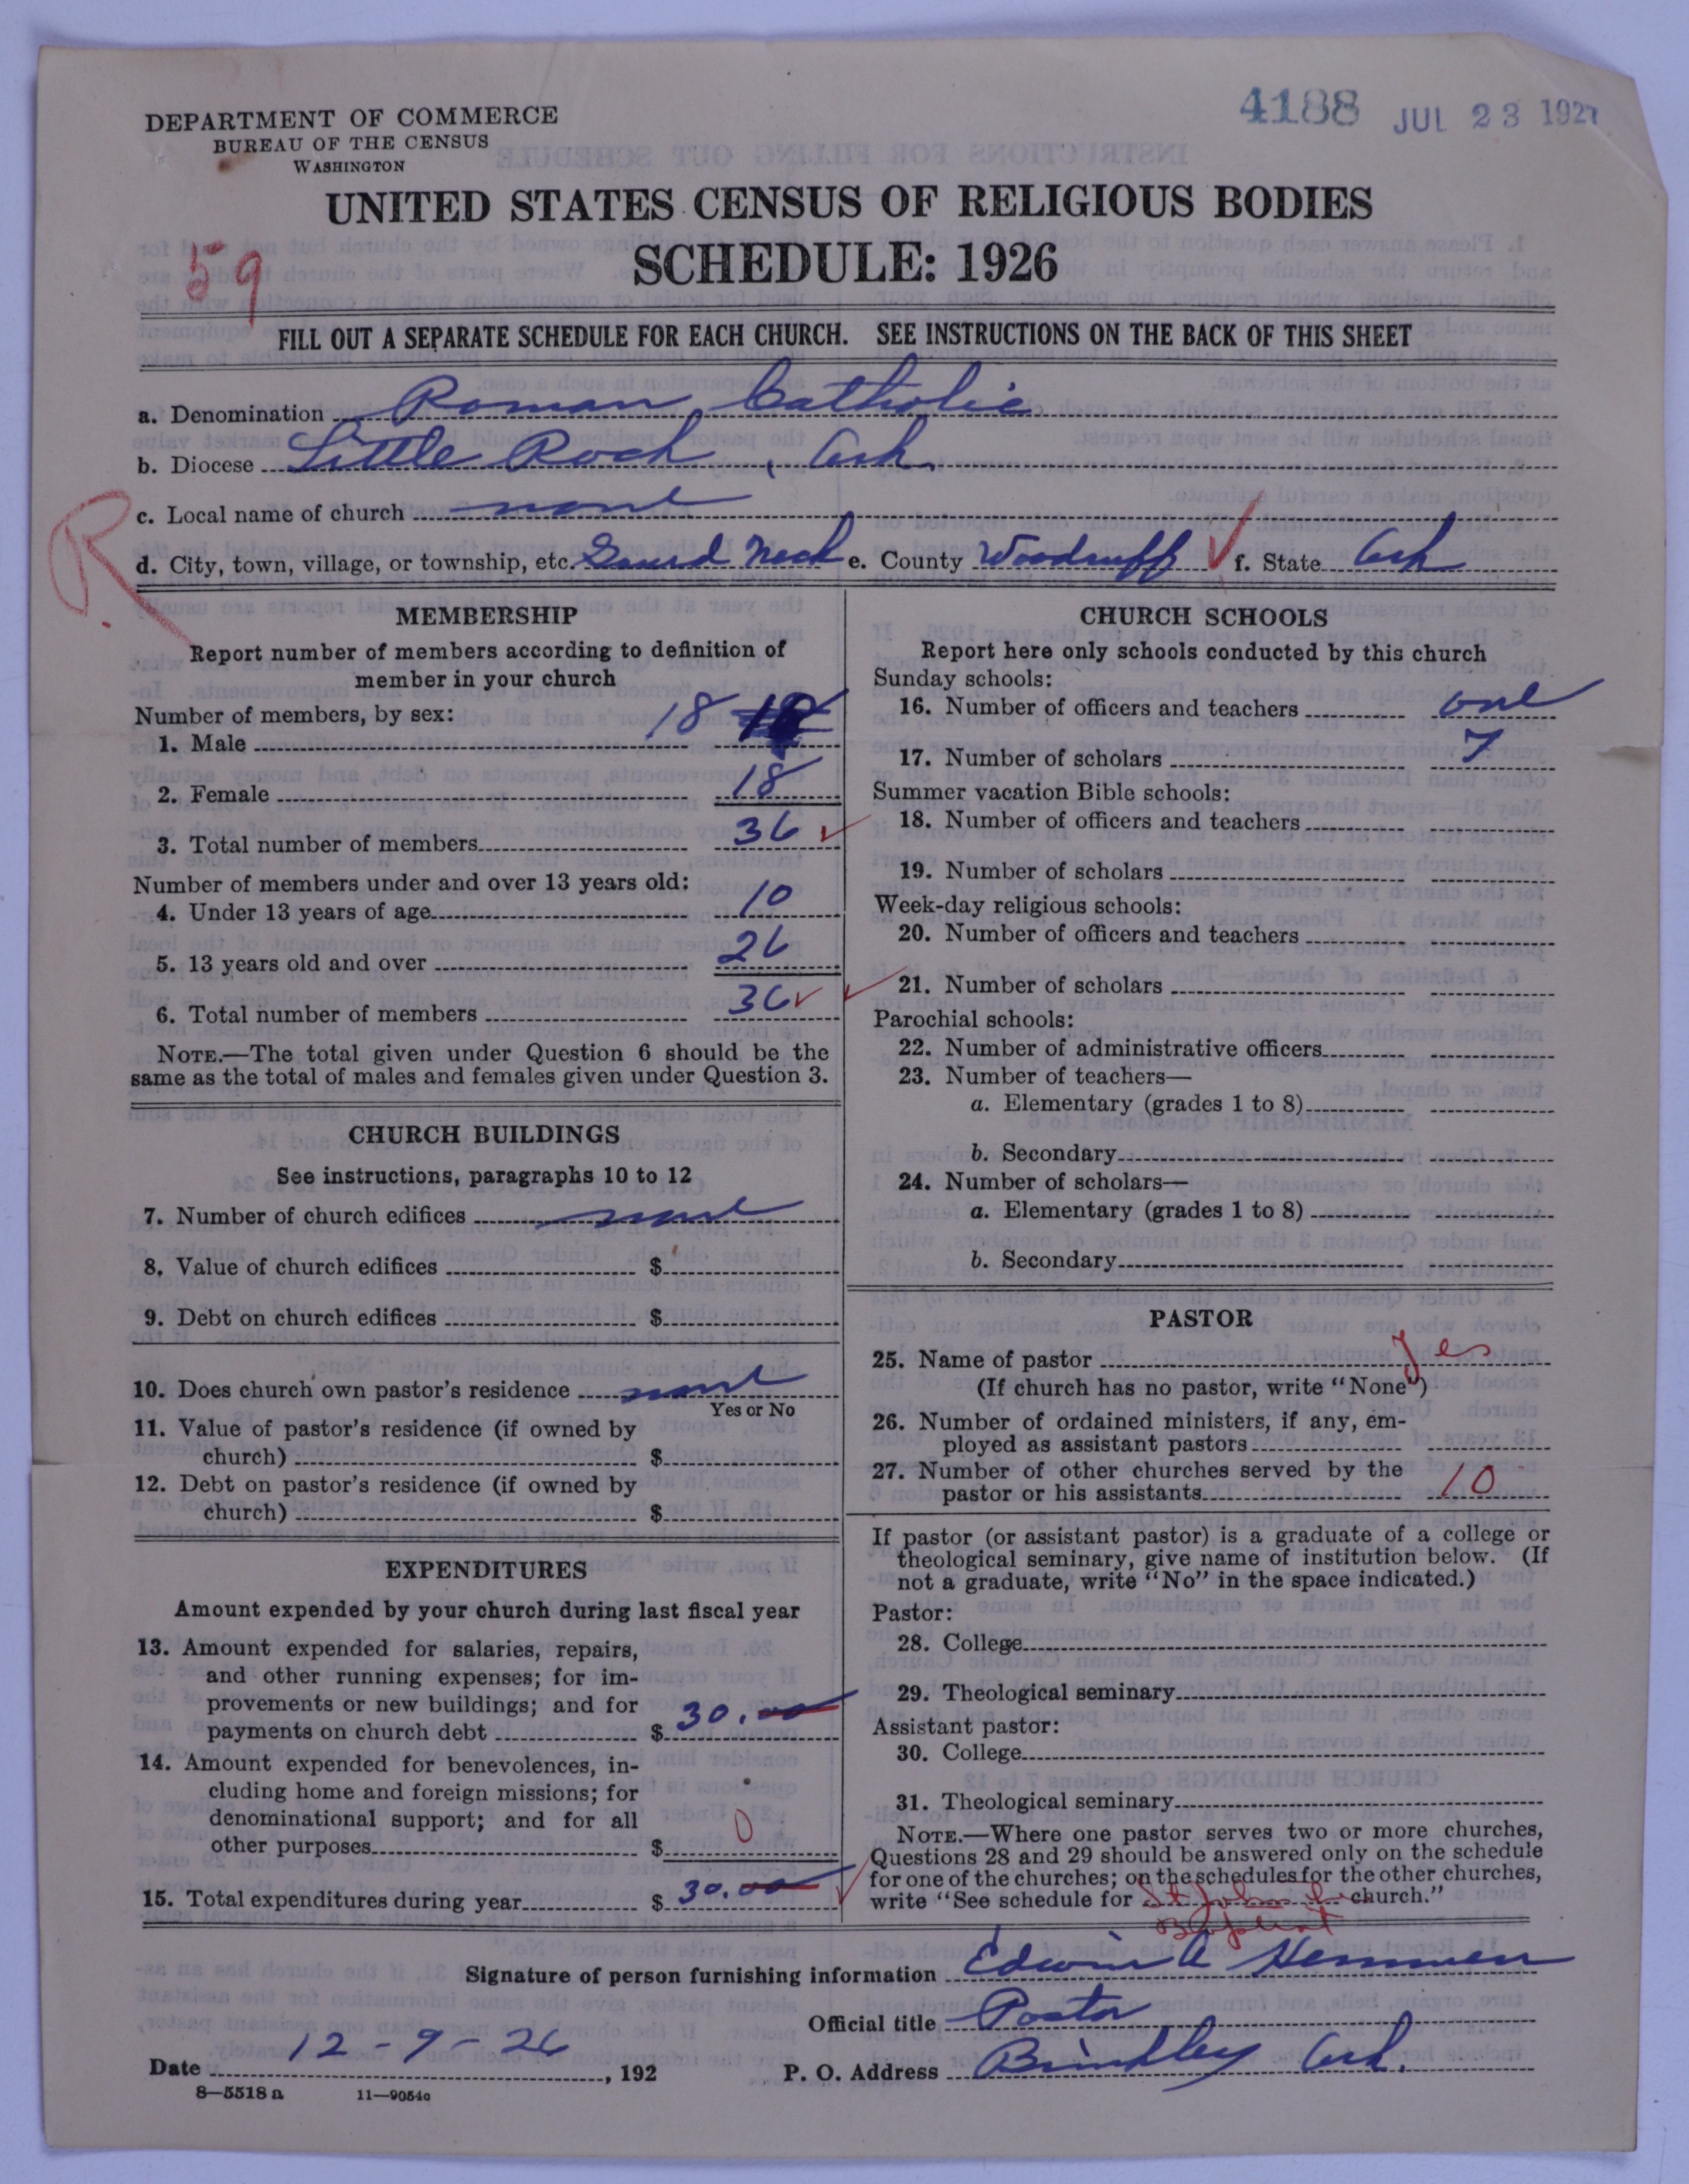 4188 JUL 23 1927
DEPARTMENT OF COMMERCE
BUREAU OF THE CENSUS
WASHINGTON
UNITED STATES CENSUS OF RELIGIOUS BODIES
SCHEDULE: 1926
59
FILL OUT A SEPARATE SCHEDULE FOR EACH CHURCH. SEE INSTRUCTIONS ON THE BACK OF THIS SHEET
a. Denomination Roman Catholic
b. Diocese Little Rock, Ark.
R.
c. Local name of church none
d. City, town, village, or township, etc. Gourd Neck e. County Woodruff ✓ f. State Ark
MEMBERSHIP
Report number of members according to definition of
member in your church
Number of members, by sex:
1. Male 18
2. Female 18
3. Total number of members 36 ✓
Number of members under and over 13 years old:
4. Under 13 years of age 10
5. 13 years old and over 26
6. Total number of members 36 ✓
NOTE.—The total given under Question 6 should be the
same as the total of males and females given under Question 3.
CHURCH BUILDINGS
See instructions, paragraphs 10 to 12
7. Number of church edifices none
8. Value of church edifices $
9. Debt on church edifices $
10. Does church own pastor's residence none
Yes or No
11. Value of pastor's residence (if owned by
church) $
12. Debt on pastor's residence (if owned by
church) $
EXPENDITURES
Amount expended by your church during last fiscal year
13. Amount expended for salaries, repairs,
and other running expenses; for im-
provements or new buildings; and for
payments on church debt $ 30.00
14. Amount expended for benevolences, in-
cluding home and foreign missions; for
denominational support; and for all
other purposes $ 0
15. Total expenditures during year $ 30.00 ✓
CHURCH SCHOOLS
Report here only schools conducted by this church
Sunday schools:
16. Number of officers and teachers one
17. Number of scholars 7
Summer vacation Bible schools:
18. Number of officers and teachers
19. Number of scholars
Week-day religious schools:
20. Number of officers and teachers
✓ 21. Number of scholars
Parochial schools:
22. Number of administrative officers
23. Number of teachers—
a. Elementary (grades 1 to 8)
b. Secondary
24. Number of scholars—
a. Elementary (grades 1 to 8)
b. Secondary
PASTOR
25. Name of pastor Yes
(If church has no pastor, write "None")
26. Number of ordained ministers, if any, em-
ployed as assistant pastors
27. Number of other churches served by the
pastor or his assistants 10
If pastor (or assistant pastor) is a graduate of a college or
theological seminary, give name of institution below. (If
not a graduate, write "No" in the space indicated.)
Pastor:
28. College
29. Theological seminary
Assistant pastor:
30. College
31. Theological seminary
NOTE.—Where one pastor serves two or more churches,
Questions 28 and 29 should be answered only on the schedule
for one of the churches; on the schedules for the other churches,
write "See schedule for St John church."
Baptist
Signature of person furnishing information Edwin A Hemmen
Official title Pastor
Date 12-9-26, 192 P. O. Address Brinkley Ark.
8—5518 a 11—9054a